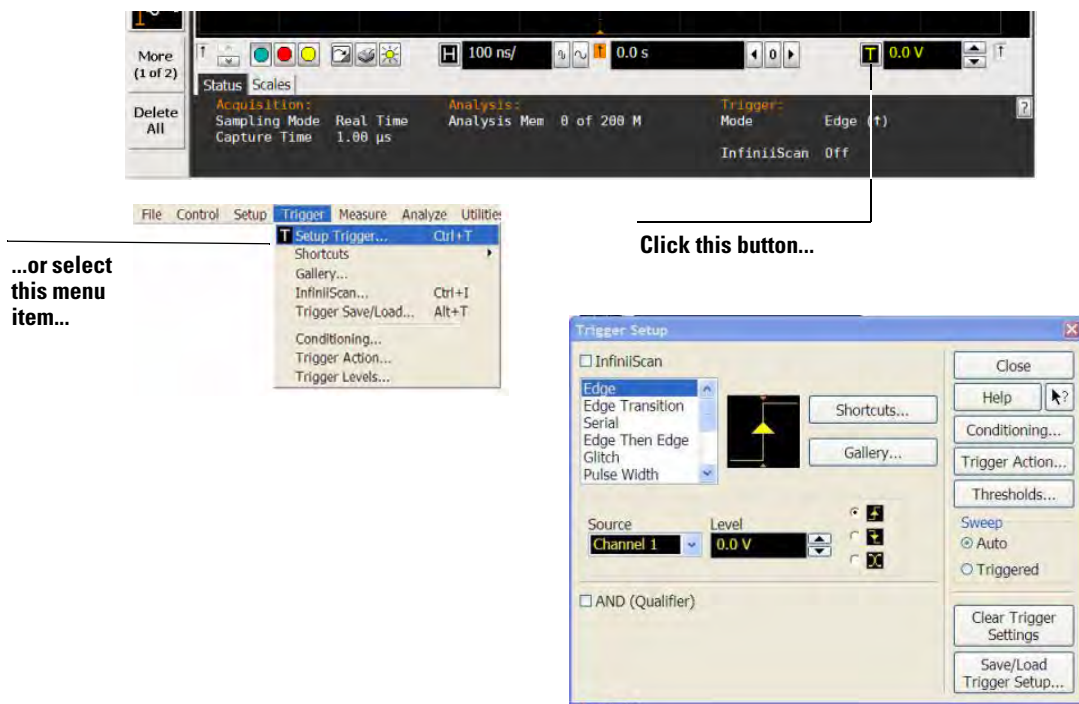 More
(1 of 2)
Delete
All
H 100 ns/ 0.0 s 0 T 0.0 V
Status Scales
Acquisition: Analysis: Trigger:
Sampling Mode Real Time Analysis Mem 0 of 200 M Mode Edge (↑)
Capture Time 1.00 µs
InfiniiScan Off
?
File Control Setup Trigger Measure Analyze Utilities
T Setup Trigger... Ctrl+T
Shortcuts
Gallery...
InfiniiScan... Ctrl+I
Trigger Save/Load... Alt+T
Conditioning...
Trigger Action...
Trigger Levels...
...or select
this menu
item...
Click this button...
Trigger Setup
InfiniiScan
Edge
Edge Transition
Serial
Edge Then Edge
Glitch
Pulse Width
Shortcuts...
Gallery...
Source Level
Channel 1 0.0 V
AND (Qualifier)
Close
Help ?
Conditioning...
Trigger Action...
Thresholds...
Sweep
Auto
Triggered
Clear Trigger
Settings
Save/Load
Trigger Setup...